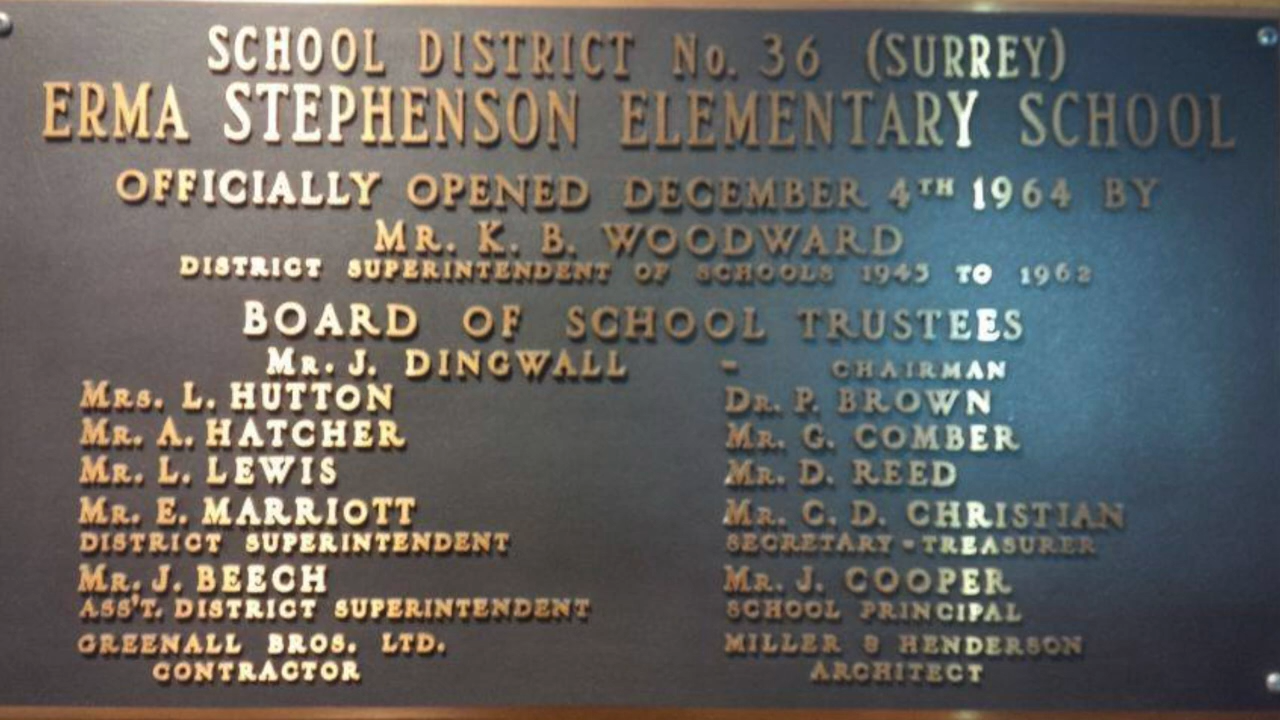 SCHOOL DISTRICT No. 36 (SURREY)
ERMA STEPHENSON ELEMENTARY SCHOOL
OFFICIALLY OPENED DECEMBER 4TH 1964 BY
MR. K. B. WOODWARD
DISTRICT SUPERINTENDENT OF SCHOOLS 1945 TO 1962
BOARD OF SCHOOL TRUSTEES
MR. J. DINGWALL - CHAIRMAN
MRS. L. HUTTON DR. P. BROWN
MR. A. HATCHER MR. G. COMBER
MR. L. LEWIS MR. D. REED
MR. E. MARRIOTT MR. C. D. CHRISTIAN
DISTRICT SUPERINTENDENT SECRETARY-TREASURER
MR. J. BEECH MR. J. COOPER
ASS'T. DISTRICT SUPERINTENDENT SCHOOL PRINCIPAL
GREENALL BROS. LTD. MILLER & HENDERSON
CONTRACTOR ARCHITECT